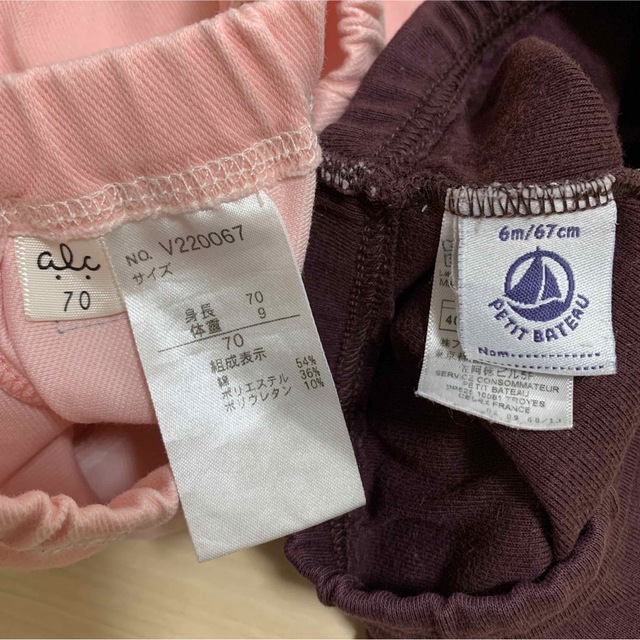 alc
70
NO. V220067
サイズ
身長 70
体重 9
70
組成表示
綿 54%
ポリエステル 36%
ポリウレタン 10%
6m/67cm
PETIT BATEAU
Nom
SERVICE CONSOMMATEUR
PETIT BATEAU
10081 TROYES
FRANCE